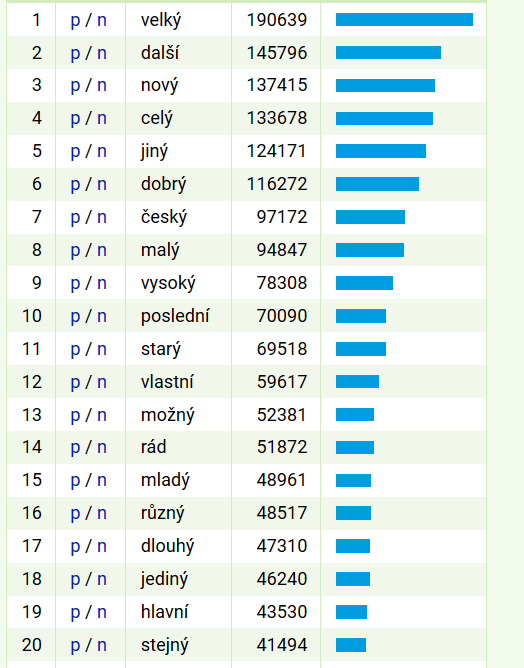 1 p / n velký 190639
2 p / n další 145796
3 p / n nový 137415
4 p / n celý 133678
5 p / n jiný 124171
6 p / n dobrý 116272
7 p / n český 97172
8 p / n malý 94847
9 p / n vysoký 78308
10 p / n poslední 70090
11 p / n starý 69518
12 p / n vlastní 59617
13 p / n možný 52381
14 p / n rád 51872
15 p / n mladý 48961
16 p / n různý 48517
17 p / n dlouhý 47310
18 p / n jediný 46240
19 p / n hlavní 43530
20 p / n stejný 41494